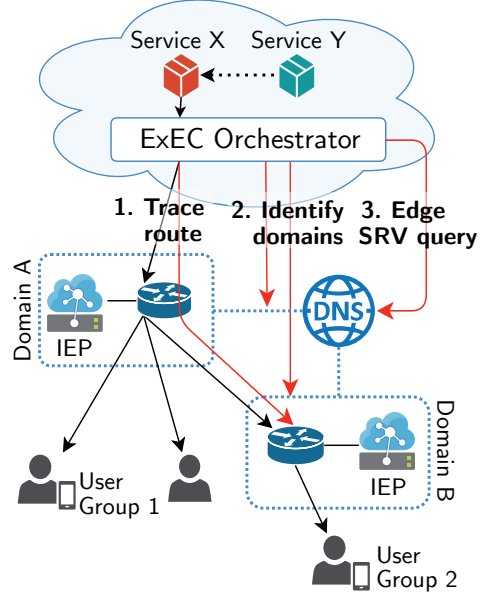 Service X
Service Y
ExEC Orchestrator
1. Trace
route
2. Identify
domains
3. Edge
SRV query
Domain A
IEP
DNS
Domain B
IEP
User
Group 1
User
Group 2